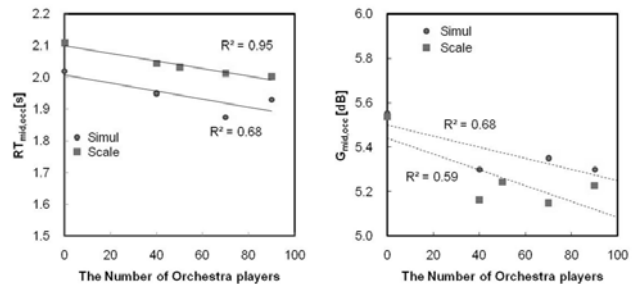 2.2
2.1
2.0
1.9
1.8
1.7
1.6
1.5
RTmid,occ[s]
R² = 0.95
R² = 0.68
Simul
Scale
0 20 40 60 80 100
The Number of Orchestra players
6.0
5.8
5.6
5.4
5.2
5.0
Gmid,occ [dB]
Simul
Scale
R² = 0.68
R² = 0.59
0 20 40 60 80 100
The Number of Orchestra players